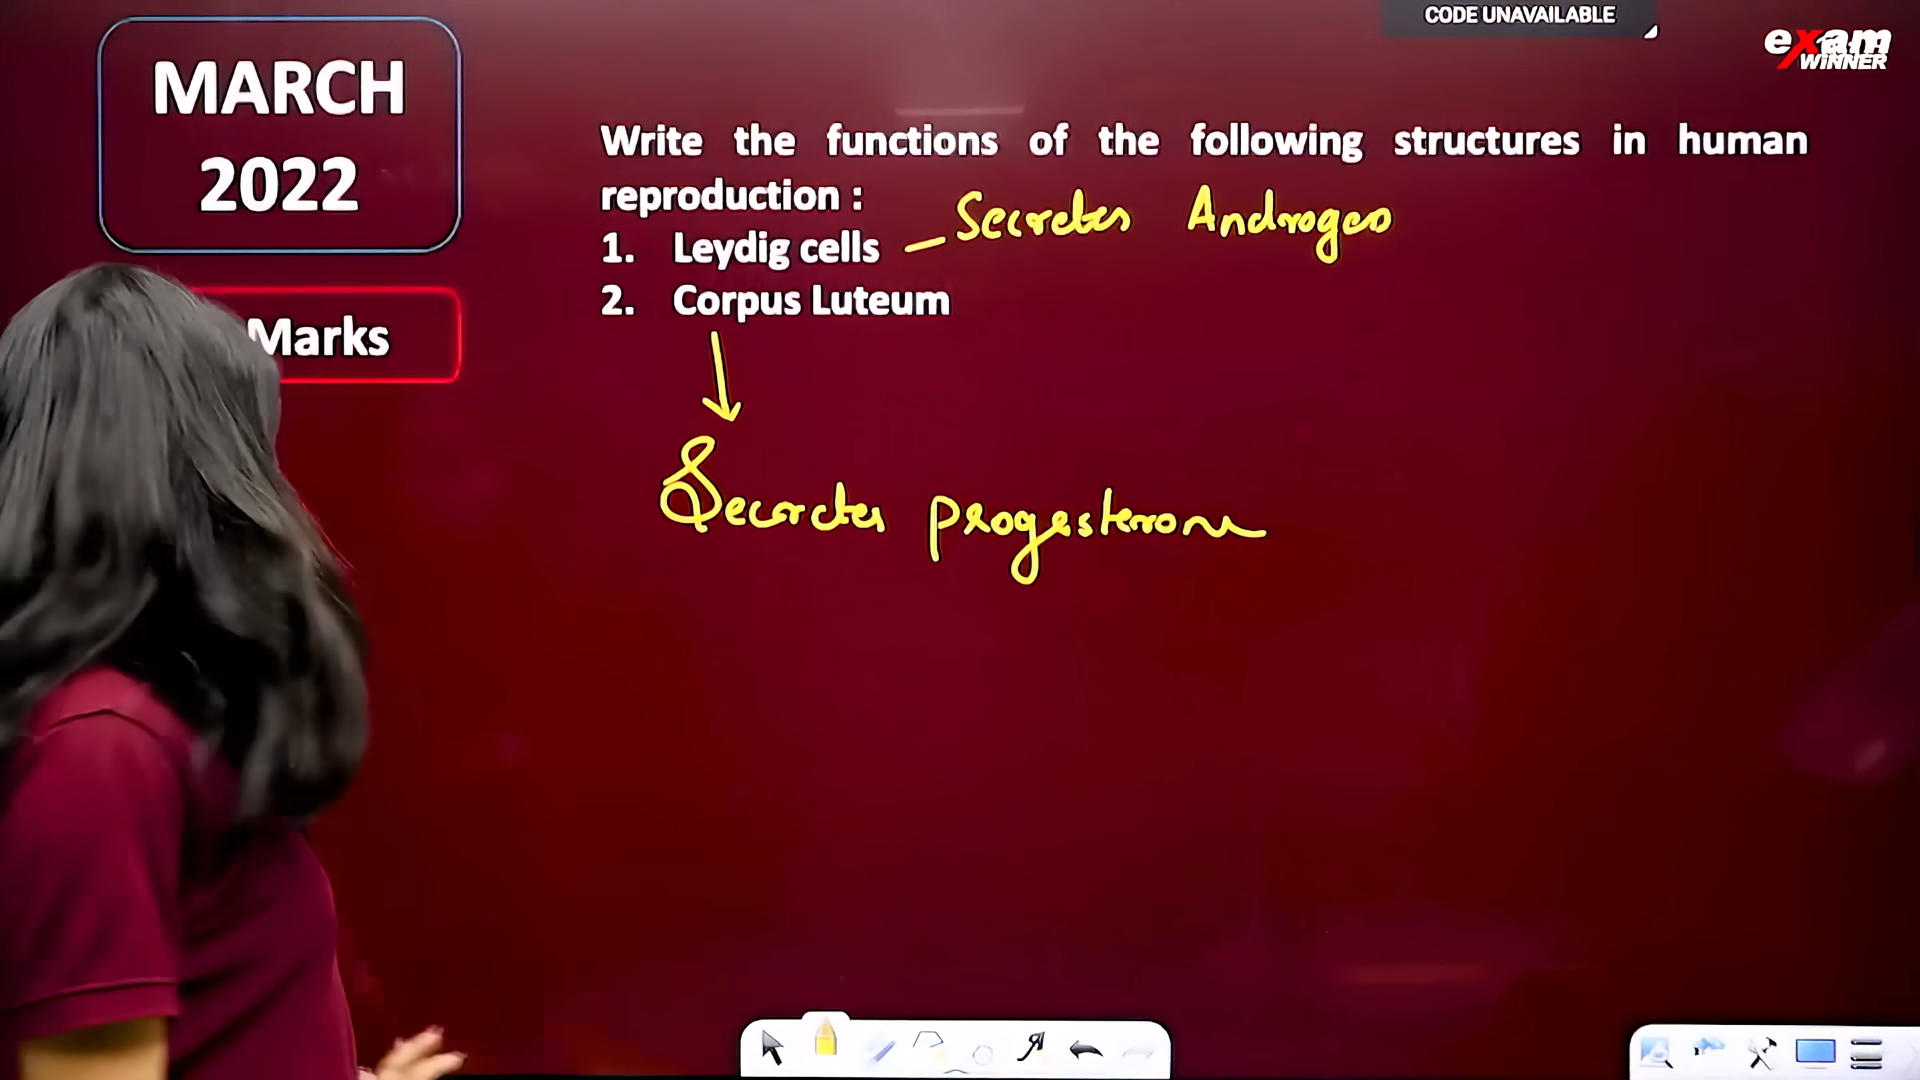 CODE UNAVAILABLE
exam
WINNER
MARCH
2022
Marks
Write the functions of the following structures in human
reproduction :
1. Leydig cells – Secretes Androgen
2. Corpus Luteum
Secretes progesterone